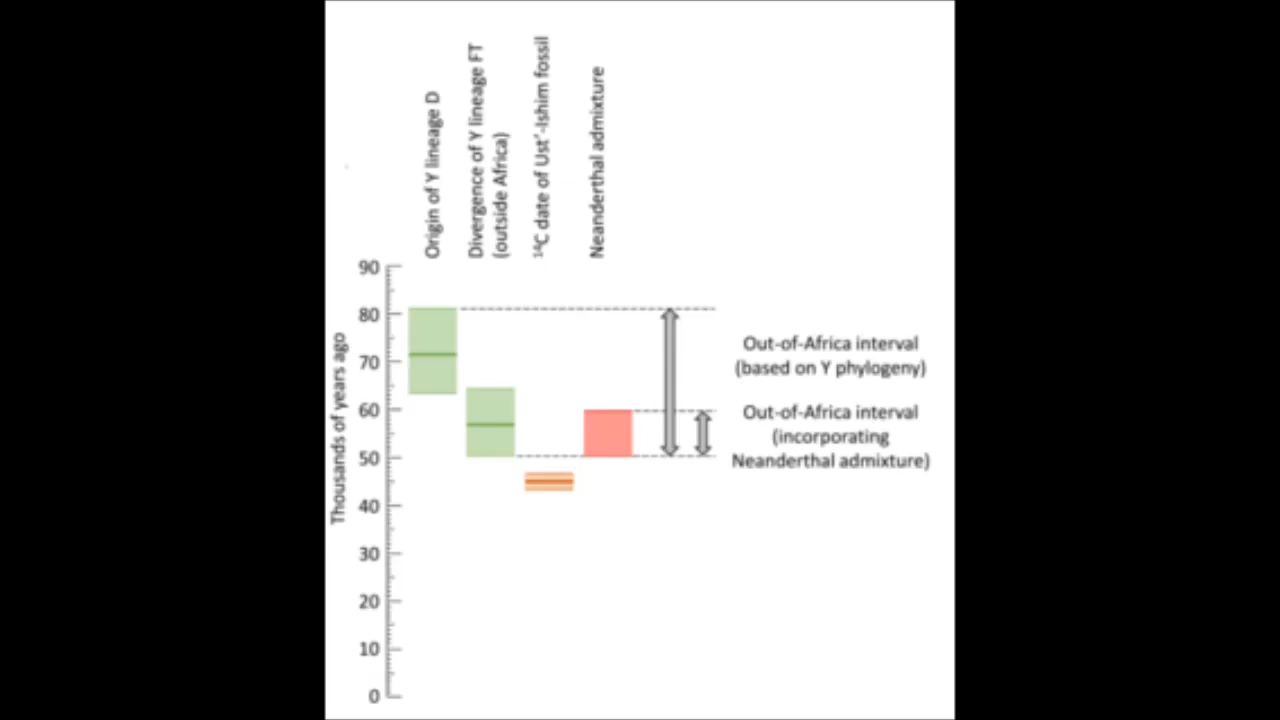 Origin of Y lineage D
Divergence of Y lineage FT
(outside Africa)
¹⁴C date of Ust'-Ishim fossil
Neanderthal admixture
Thousands of years ago
90
80
70
60
50
40
30
20
10
0
Out-of-Africa interval
(based on Y phylogeny)
Out-of-Africa interval
(incorporating
Neanderthal admixture)